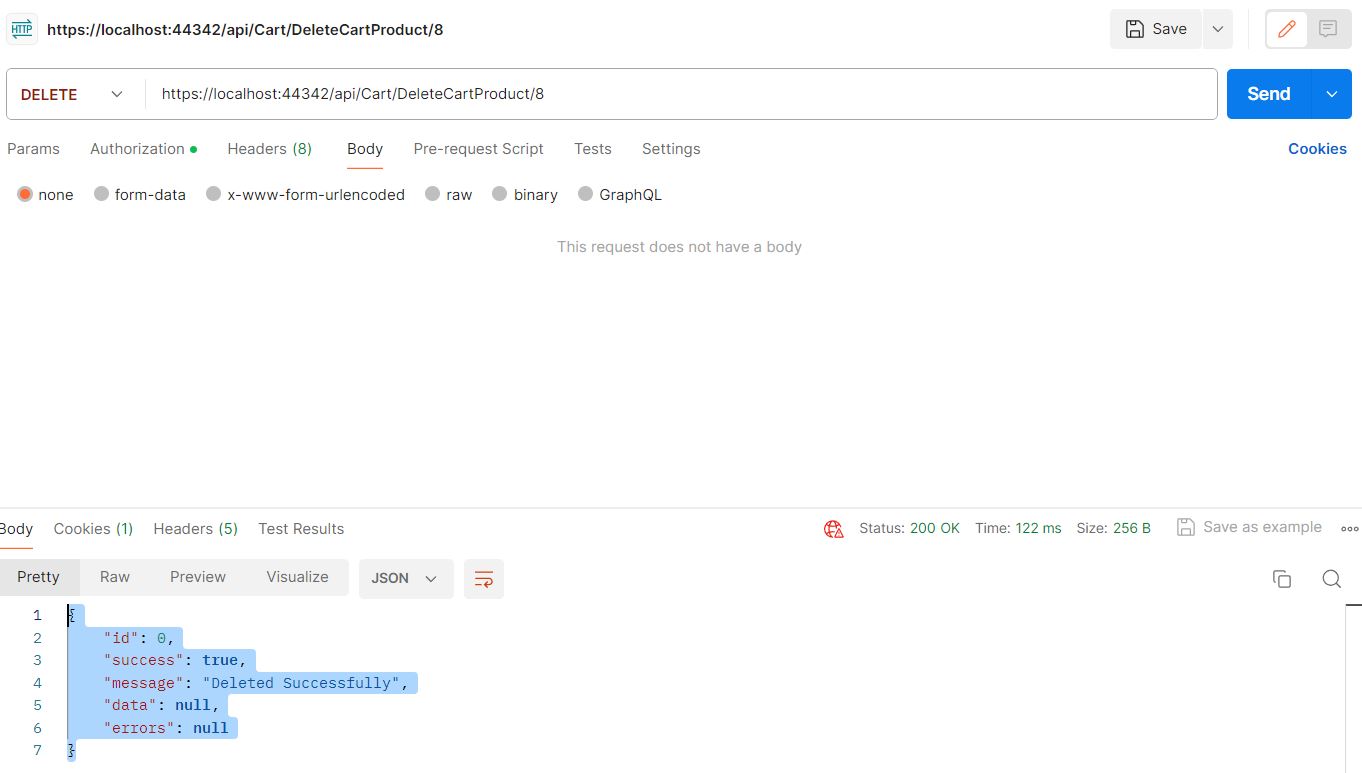 HTTP https://localhost:44342/api/Cart/DeleteCartProduct/8 Save
DELETE https://localhost:44342/api/Cart/DeleteCartProduct/8 Send
Params Authorization Headers (8) Body Pre-request Script Tests Settings Cookies
none form-data x-www-form-urlencoded raw binary GraphQL
This request does not have a body
Body Cookies (1) Headers (5) Test Results Status: 200 OK Time: 122 ms Size: 256 B Save as example
Pretty Raw Preview Visualize JSON
1 {
2 "id": 0,
3 "success": true,
4 "message": "Deleted Successfully",
5 "data": null,
6 "errors": null
7 }